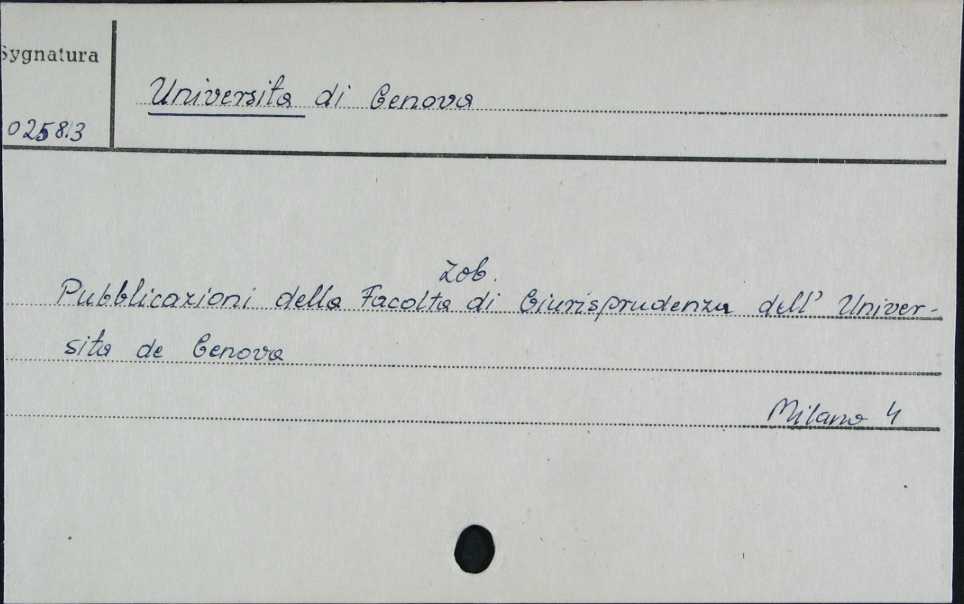 Sygnatura
Universita di Genova
02583
Zob.
Pubblicazioni della Facolta di Giurisprudenza dell' Univer-
sita de Genova
Milano 4